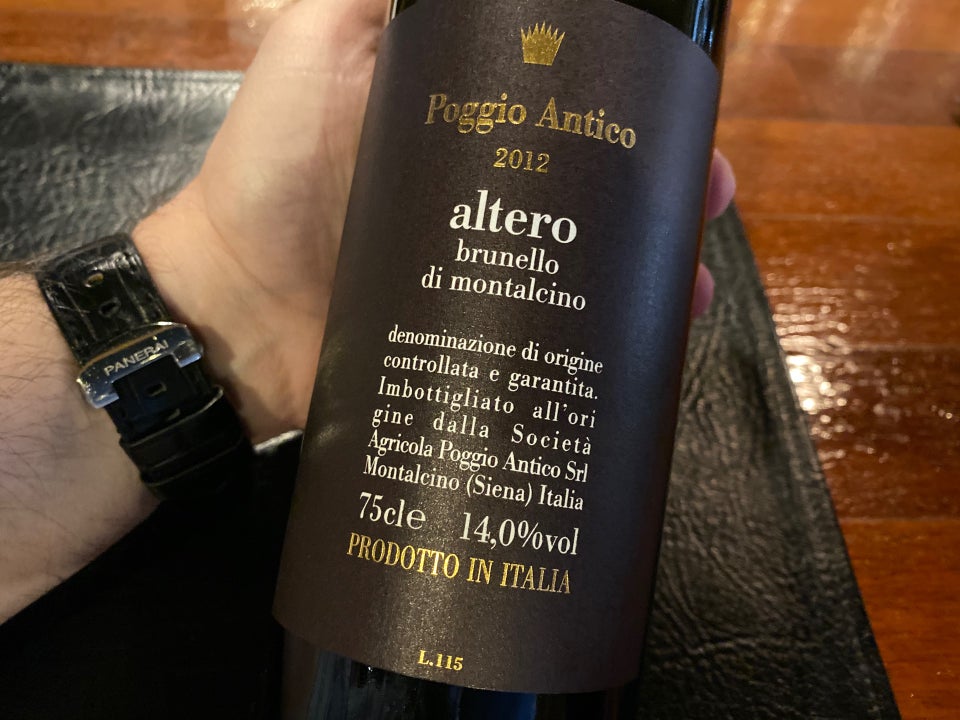 Poggio Antico
2012
altero
brunello
di montalcino
denominazione di origine
controllata e garantita.
Imbottigliato all'ori
gine dalla Società
Agricola Poggio Antico Srl
Montalcino (Siena) Italia
75cl e 14,0%vol
PRODOTTO IN ITALIA
L.115
PANERAI